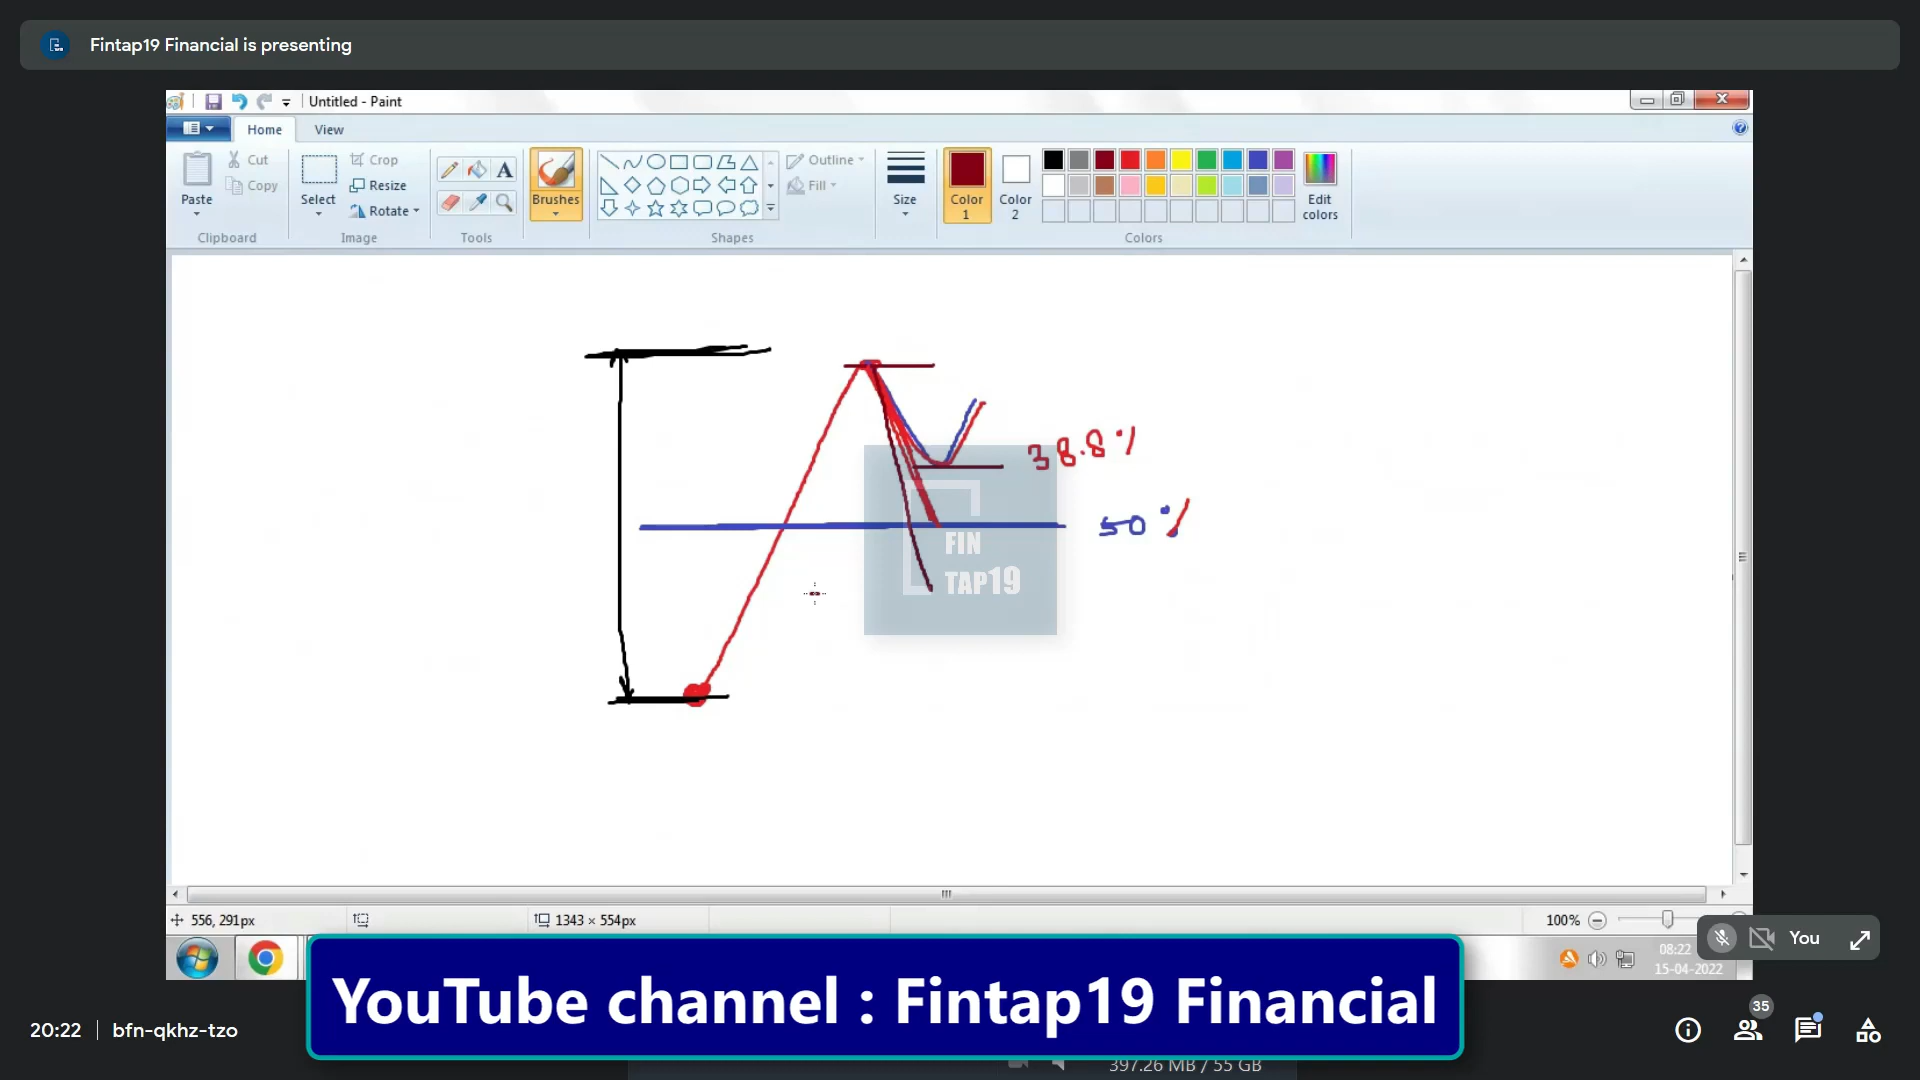 Fintap19 Financial is presenting
Untitled - Paint
Home View
Cut
Copy
Paste
Clipboard
Crop
Resize
Rotate
Select
Image
A
Tools
Brushes
Shapes
Outline
Fill
Size
Color 1
Color 2
Edit colors
Colors
38.8%
50%
FIN
TAP19
556, 291px
1343 × 554px
100%
08:22
15-04-2022
You
YouTube channel : Fintap19 Financial
20:22 | bfn-qkhz-tzo
35
397.26 MB / 55 GB